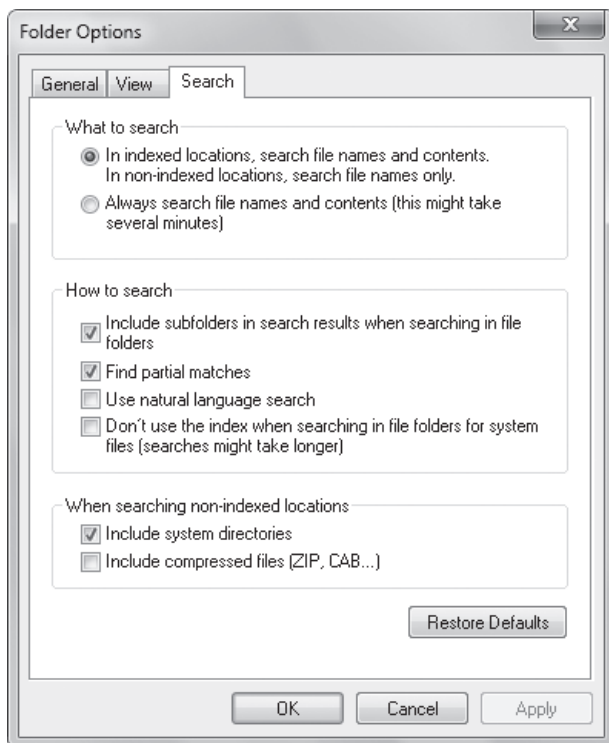 Folder Options
General View Search
What to search
In indexed locations, search file names and contents.
In non-indexed locations, search file names only.
Always search file names and contents (this might take
several minutes)
How to search
Include subfolders in search results when searching in file
folders
Find partial matches
Use natural language search
Don't use the index when searching in file folders for system
files (searches might take longer)
When searching non-indexed locations
Include system directories
Include compressed files (ZIP, CAB...)
Restore Defaults
OK Cancel Apply